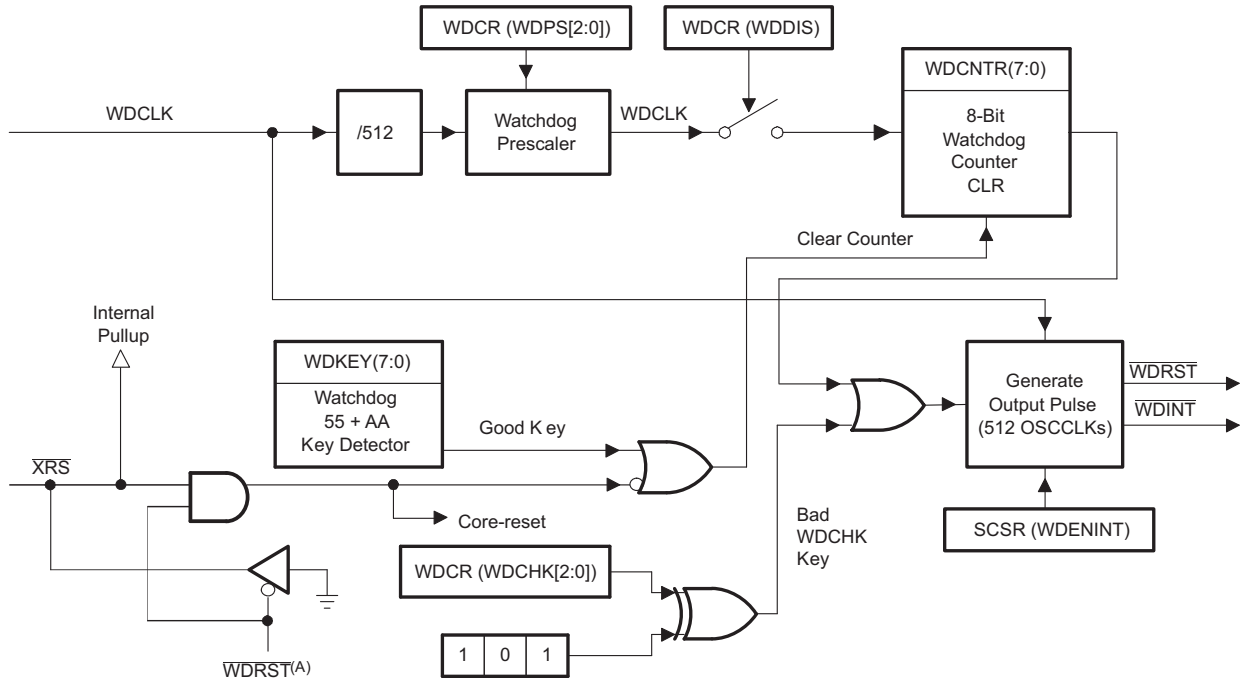 WDCR (WDPS[2:0])
WDCR (WDDIS)
WDCNTR(7:0)
8-Bit
Watchdog
Counter
CLR
WDCLK
/512
Watchdog
Prescaler
WDCLK
Clear Counter
Internal
Pullup
WDKEY(7:0)
Watchdog
55 + AA
Key Detector
Good Key
Generate
Output Pulse
(512 OSCCLKs)
WDRST
WDINT
XRS
Core-reset
SCSR (WDENINT)
Bad
WDCHK
Key
WDCR (WDCHK[2:0])
1 0 1
WDRST(A)